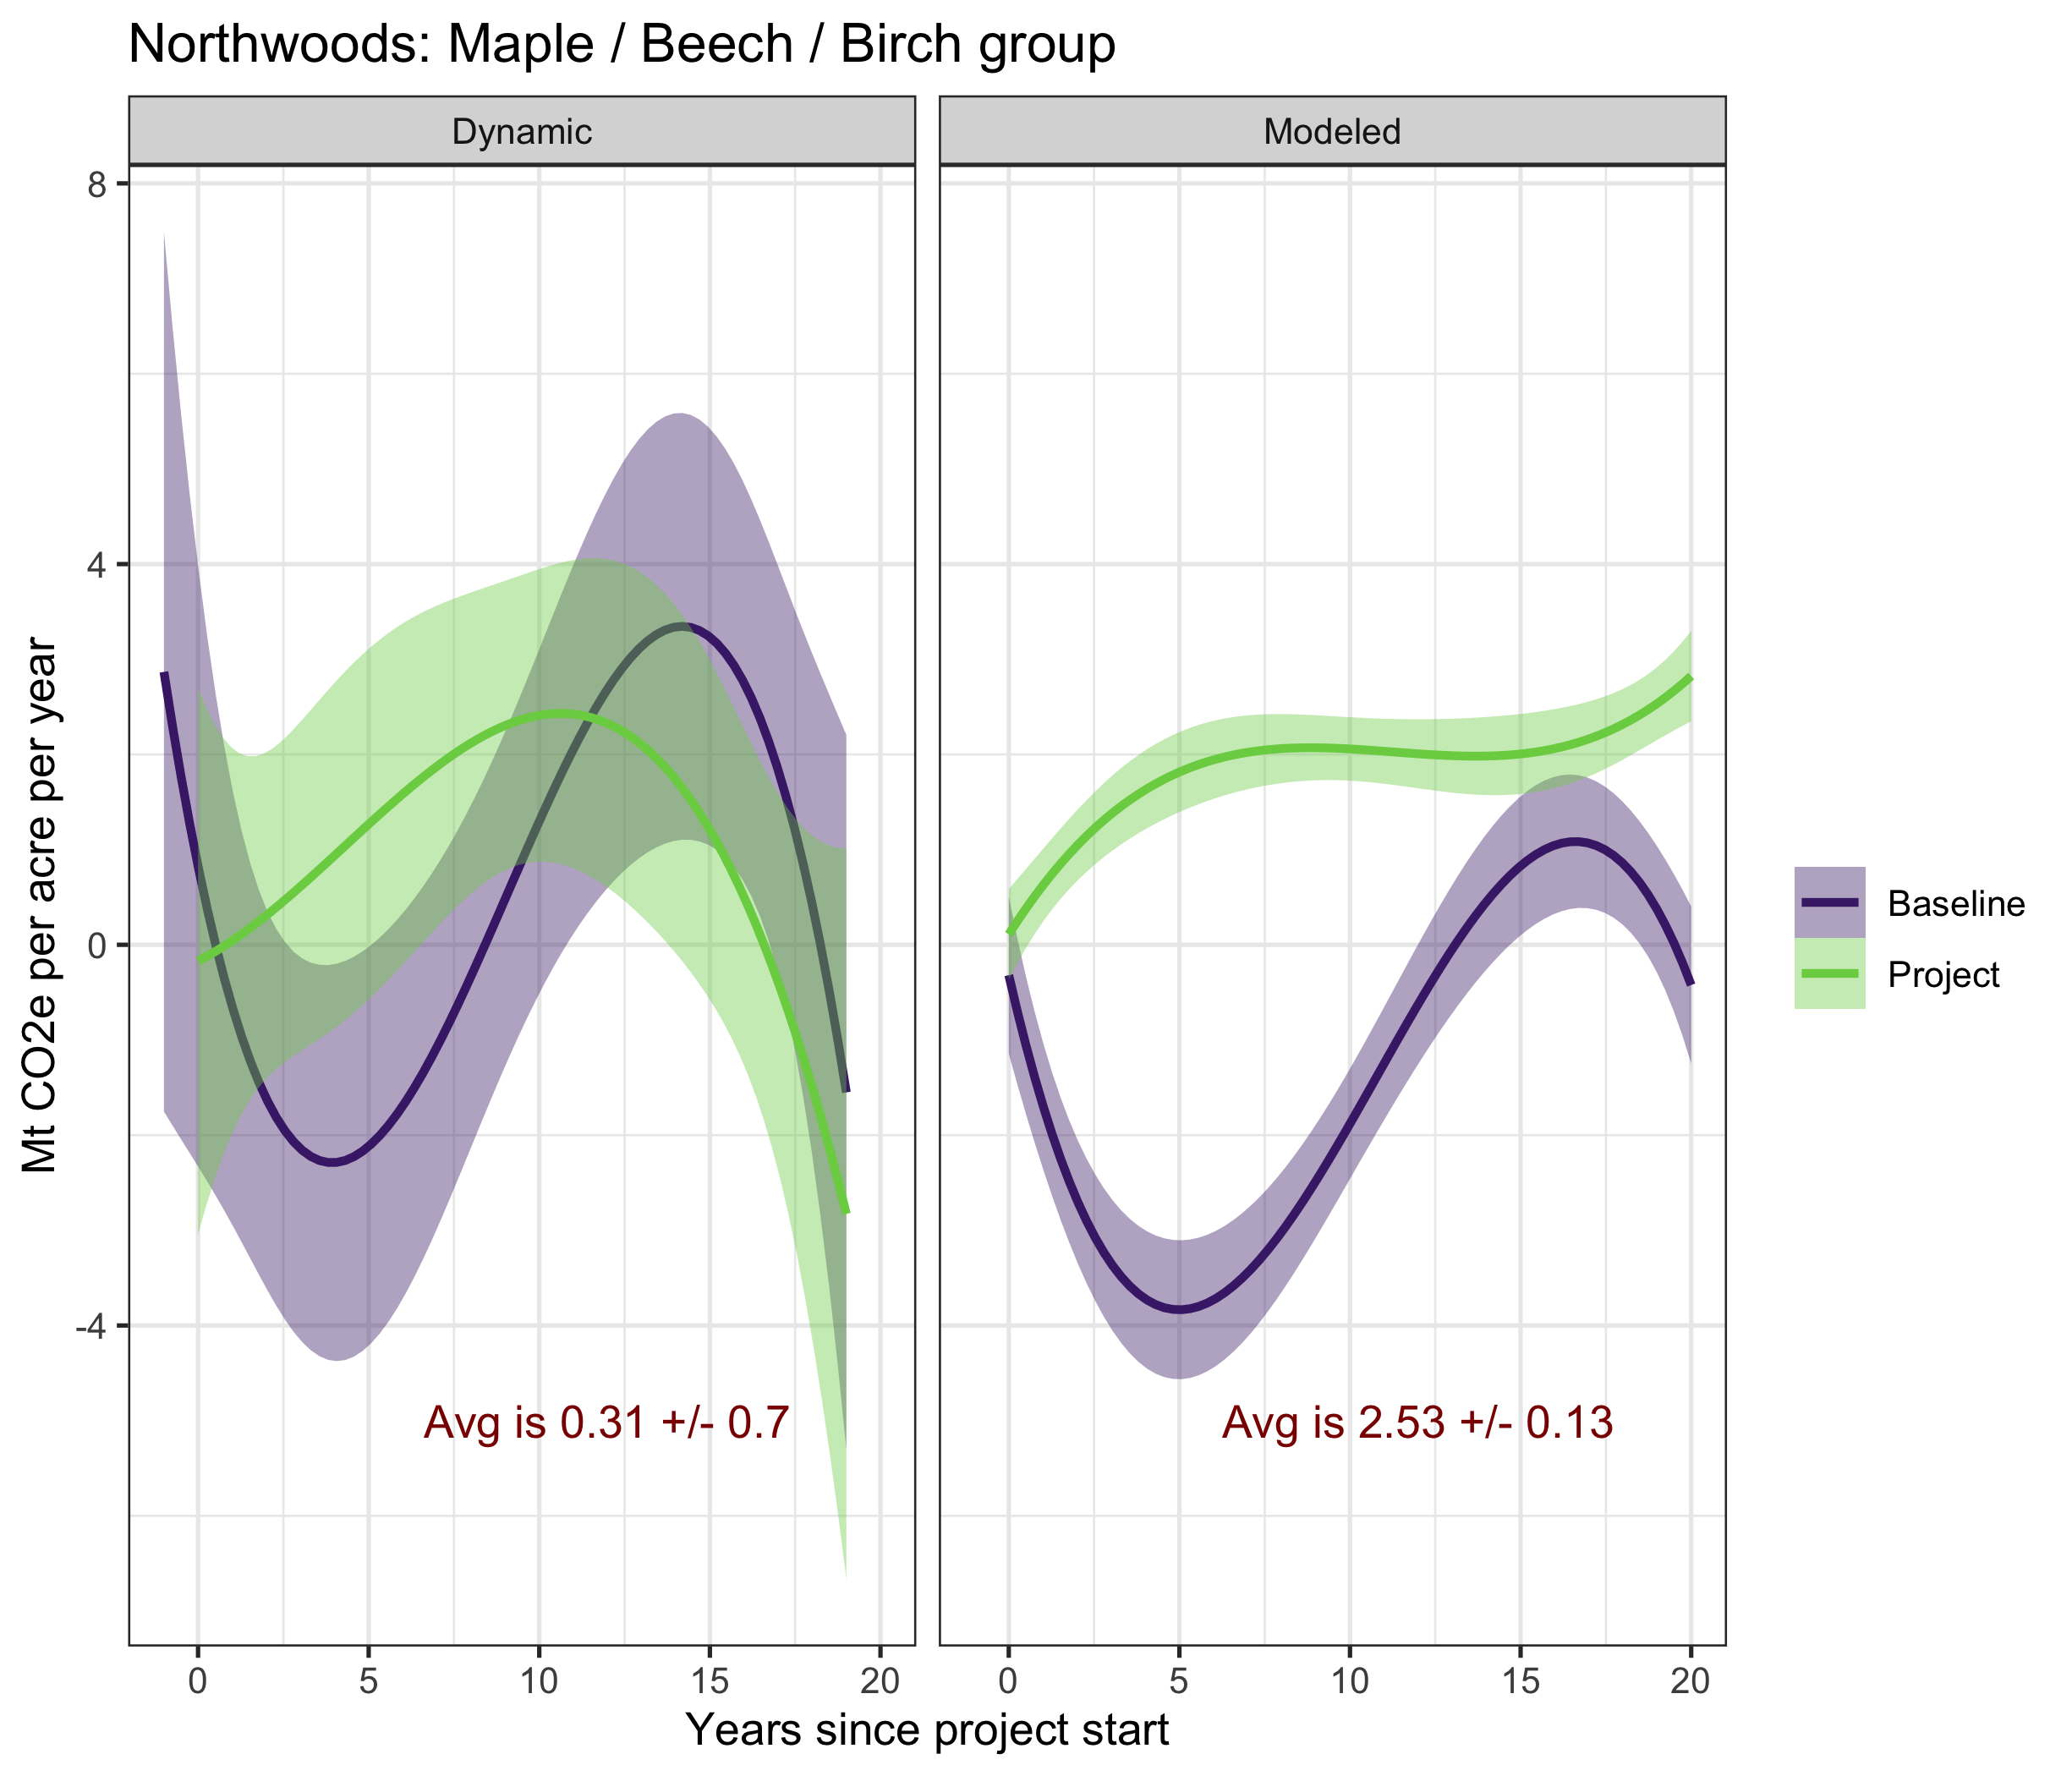 Northwoods: Maple / Beech / Birch group
Dynamic
Modeled
8
4
0
-4
Mt CO2e per acre per year
Avg is 0.31 +/- 0.7
Avg is 2.53 +/- 0.13
0 5 10 15 20
0 5 10 15 20
Years since project start
Baseline
Project